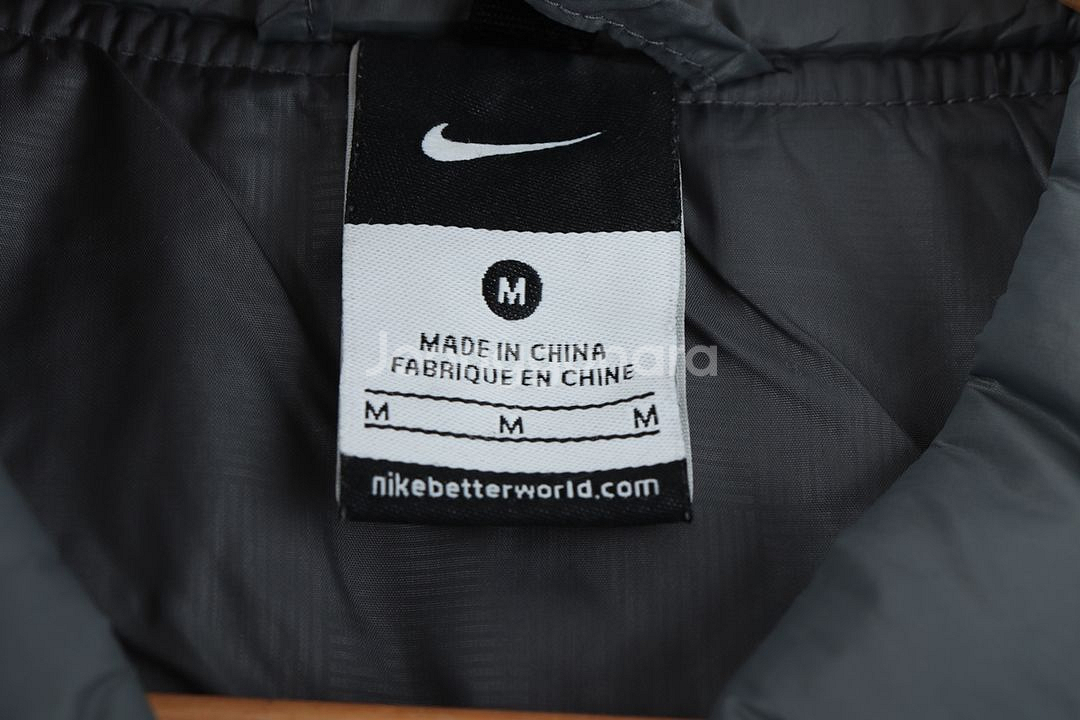 M
MADE IN CHINA
FABRIQUE EN CHINE
M M M
nikebetterworld.com